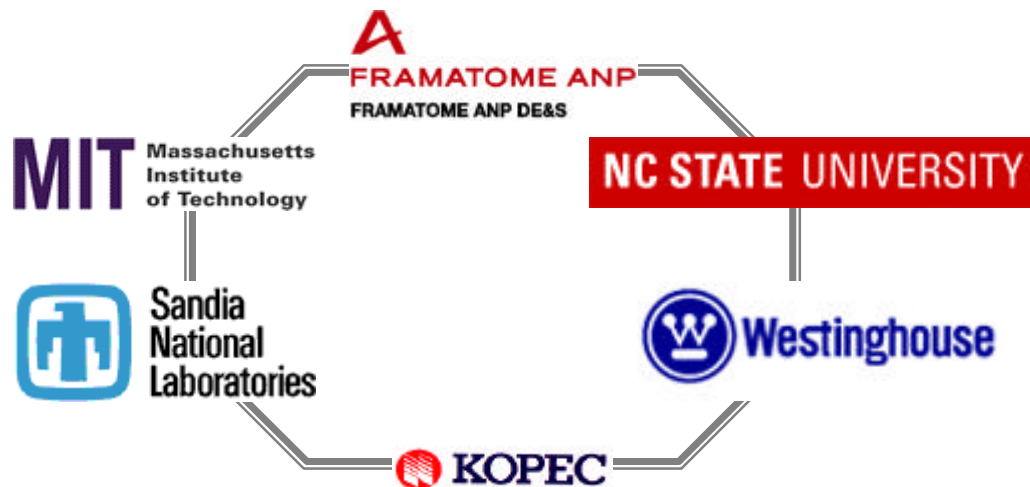 FRAMATOME ANP
FRAMATOME ANP DE&S
MIT
Massachusetts
Institute
of Technology
NC STATE UNIVERSITY
Sandia
National
Laboratories
W
Westinghouse
KOPEC